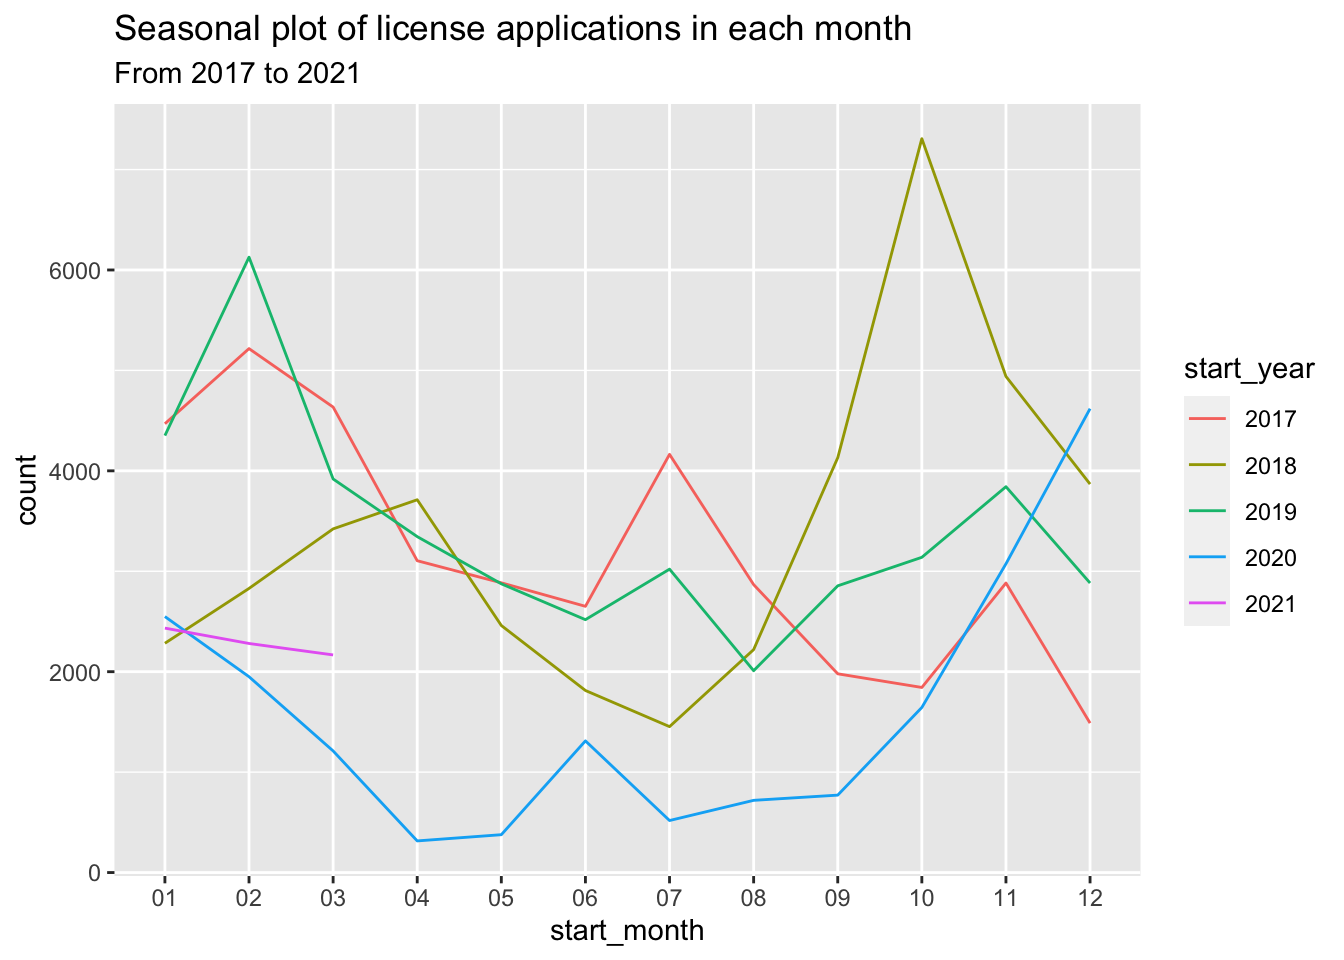 Seasonal plot of license applications in each month
From 2017 to 2021
6000
4000
2000
0
count
01 02 03 04 05 06 07 08 09 10 11 12
start_month
start_year
2017
2018
2019
2020
2021